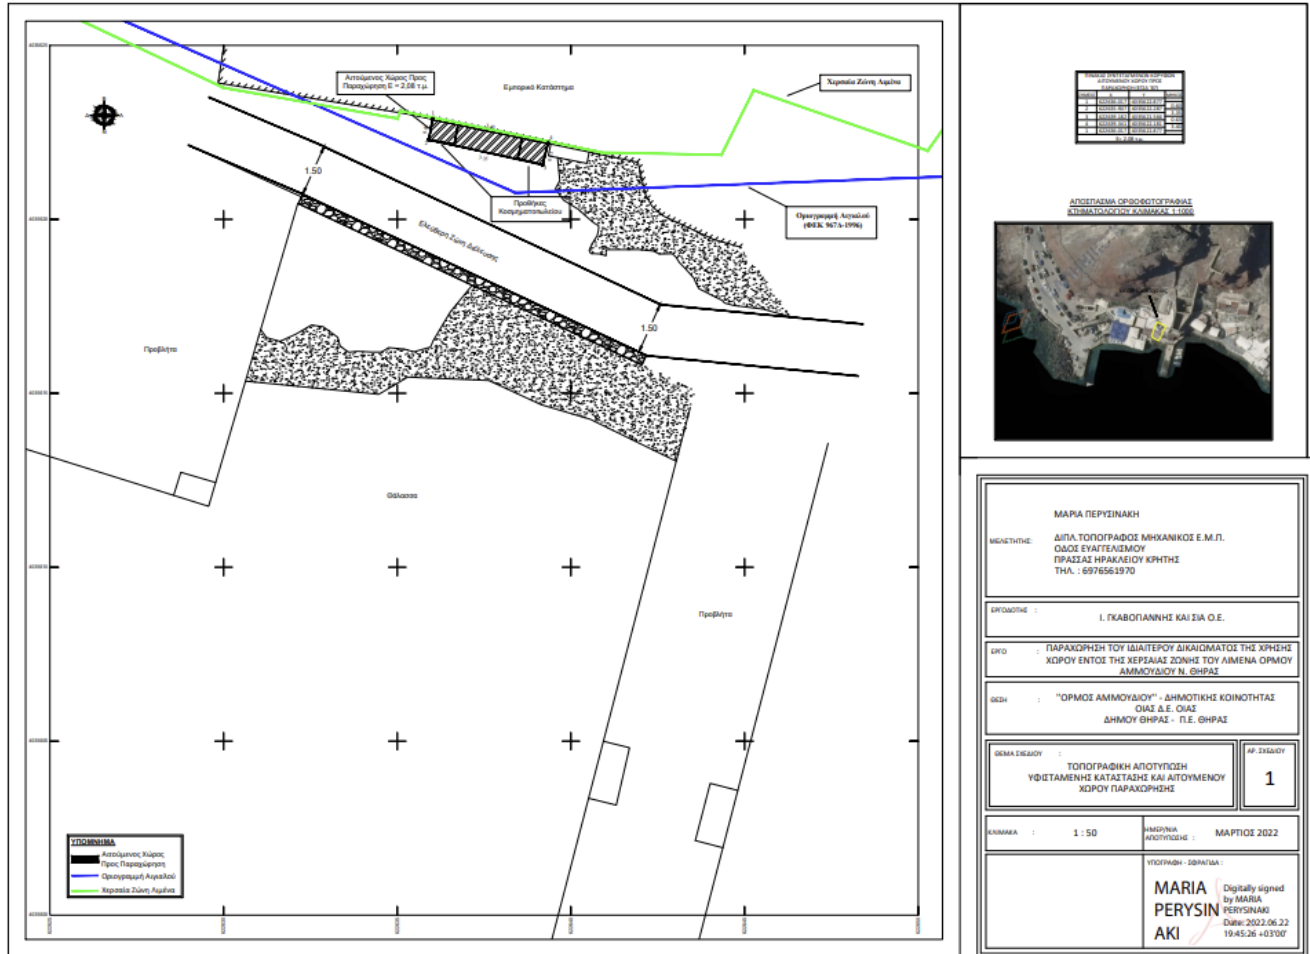 Αιτούμενος Χώρος Προς
Παραχώρηση Ε = 2,08 τ.μ.
Εμπορικό Κατάστημα
Χερσαία Ζώνη Λιμένα
1.50
Προθήκες
Κοσμηματοπωλείου
Οριογραμμή Αιγιαλού
(ΦΕΚ 967Δ-1996)
Ελεύθερη Ζώνη Διέλευσης
1.50
Προβλήτα
Θάλασσα
Προβλήτα
ΥΠΟΜΝΗΜΑ
Αιτούμενος Χώρος
Προς Παραχώρηση
Οριογραμμή Αιγιαλού
Χερσαία Ζώνη Λιμένα
ΑΠΟΣΠΑΣΜΑ ΟΡΘΟΦΩΤΟΓΡΑΦΙΑΣ
ΚΤΗΜΑΤΟΛΟΓΙΟΥ ΚΛΙΜΑΚΑΣ 1:1000
ΜΕΛΕΤΗΤΗΣ:
ΜΑΡΙΑ ΠΕΡΥΣΙΝΑΚΗ
ΔΙΠΛ.ΤΟΠΟΓΡΑΦΟΣ ΜΗΧΑΝΙΚΟΣ Ε.Μ.Π.
ΟΔΟΣ ΕΥΑΓΓΕΛΙΣΜΟΥ
ΠΡΑΣΣΑΣ ΗΡΑΚΛΕΙΟΥ ΚΡΗΤΗΣ
ΤΗΛ. : 6976561970
ΕΡΓΟΔΟΤΗΣ :
Ι. ΓΚΑΒΟΓΙΑΝΝΗΣ ΚΑΙ ΣΙΑ Ο.Ε.
ΕΡΓΟ :
ΠΑΡΑΧΩΡΗΣΗ ΤΟΥ ΙΔΙΑΙΤΕΡΟΥ ΔΙΚΑΙΩΜΑΤΟΣ ΤΗΣ ΧΡΗΣΗΣ
ΧΩΡΟΥ ΕΝΤΟΣ ΤΗΣ ΧΕΡΣΑΙΑΣ ΖΩΝΗΣ ΤΟΥ ΛΙΜΕΝΑ ΟΡΜΟΥ
ΑΜΜΟΥΔΙΟΥ Ν. ΘΗΡΑΣ
ΘΕΣΗ :
"ΟΡΜΟΣ ΑΜΜΟΥΔΙΟΥ" - ΔΗΜΟΤΙΚΗΣ ΚΟΙΝΟΤΗΤΑΣ
ΟΙΑΣ Δ.Ε. ΟΙΑΣ
ΔΗΜΟΥ ΘΗΡΑΣ - Π.Ε. ΘΗΡΑΣ
ΘΕΜΑ ΣΧΕΔΙΟΥ :
ΤΟΠΟΓΡΑΦΙΚΗ ΑΠΟΤΥΠΩΣΗ
ΥΦΙΣΤΑΜΕΝΗΣ ΚΑΤΑΣΤΑΣΗΣ ΚΑΙ ΑΙΤΟΥΜΕΝΟΥ
ΧΩΡΟΥ ΠΑΡΑΧΩΡΗΣΗΣ
ΑΡ. ΣΧΕΔΙΟΥ
1
ΚΛΙΜΑΚΑ :
1 : 50
ΗΜΕΡ/ΝΙΑ
ΑΠΟΤΥΠΩΣΗΣ :
ΜΑΡΤΙΟΣ 2022
ΥΠΟΓΡΑΦΗ - ΣΦΡΑΓΙΔΑ :
MARIA
PERYSIN
AKI
Digitally signed
by MARIA
PERYSINAKI
Date: 2022.06.22
19:45:26 +03'00'